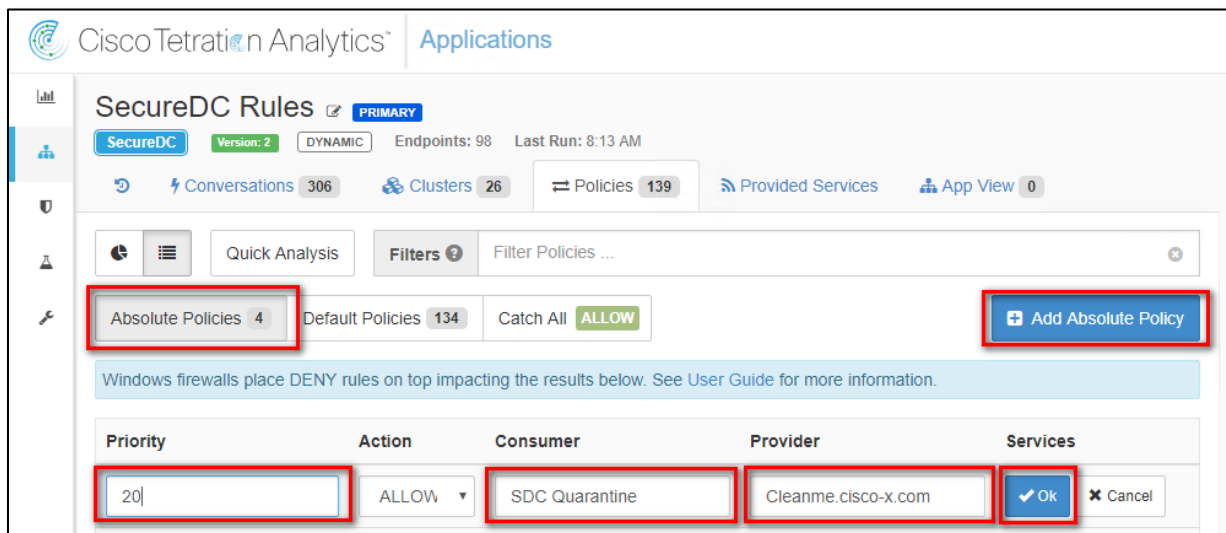 Cisco Tetration Analytics™ Applications
SecureDC Rules PRIMARY
SecureDC Version: 2 DYNAMIC Endpoints: 98 Last Run: 8:13 AM
Conversations 306 Clusters 26 Policies 139 Provided Services App View 0
Quick Analysis Filters ? Filter Policies ...
Absolute Policies 4 Default Policies 134 Catch All ALLOW Add Absolute Policy
Windows firewalls place DENY rules on top impacting the results below. See User Guide for more information.
Priority Action Consumer Provider Services
20 ALLOW SDC Quarantine Cleanme.cisco-x.com Ok Cancel